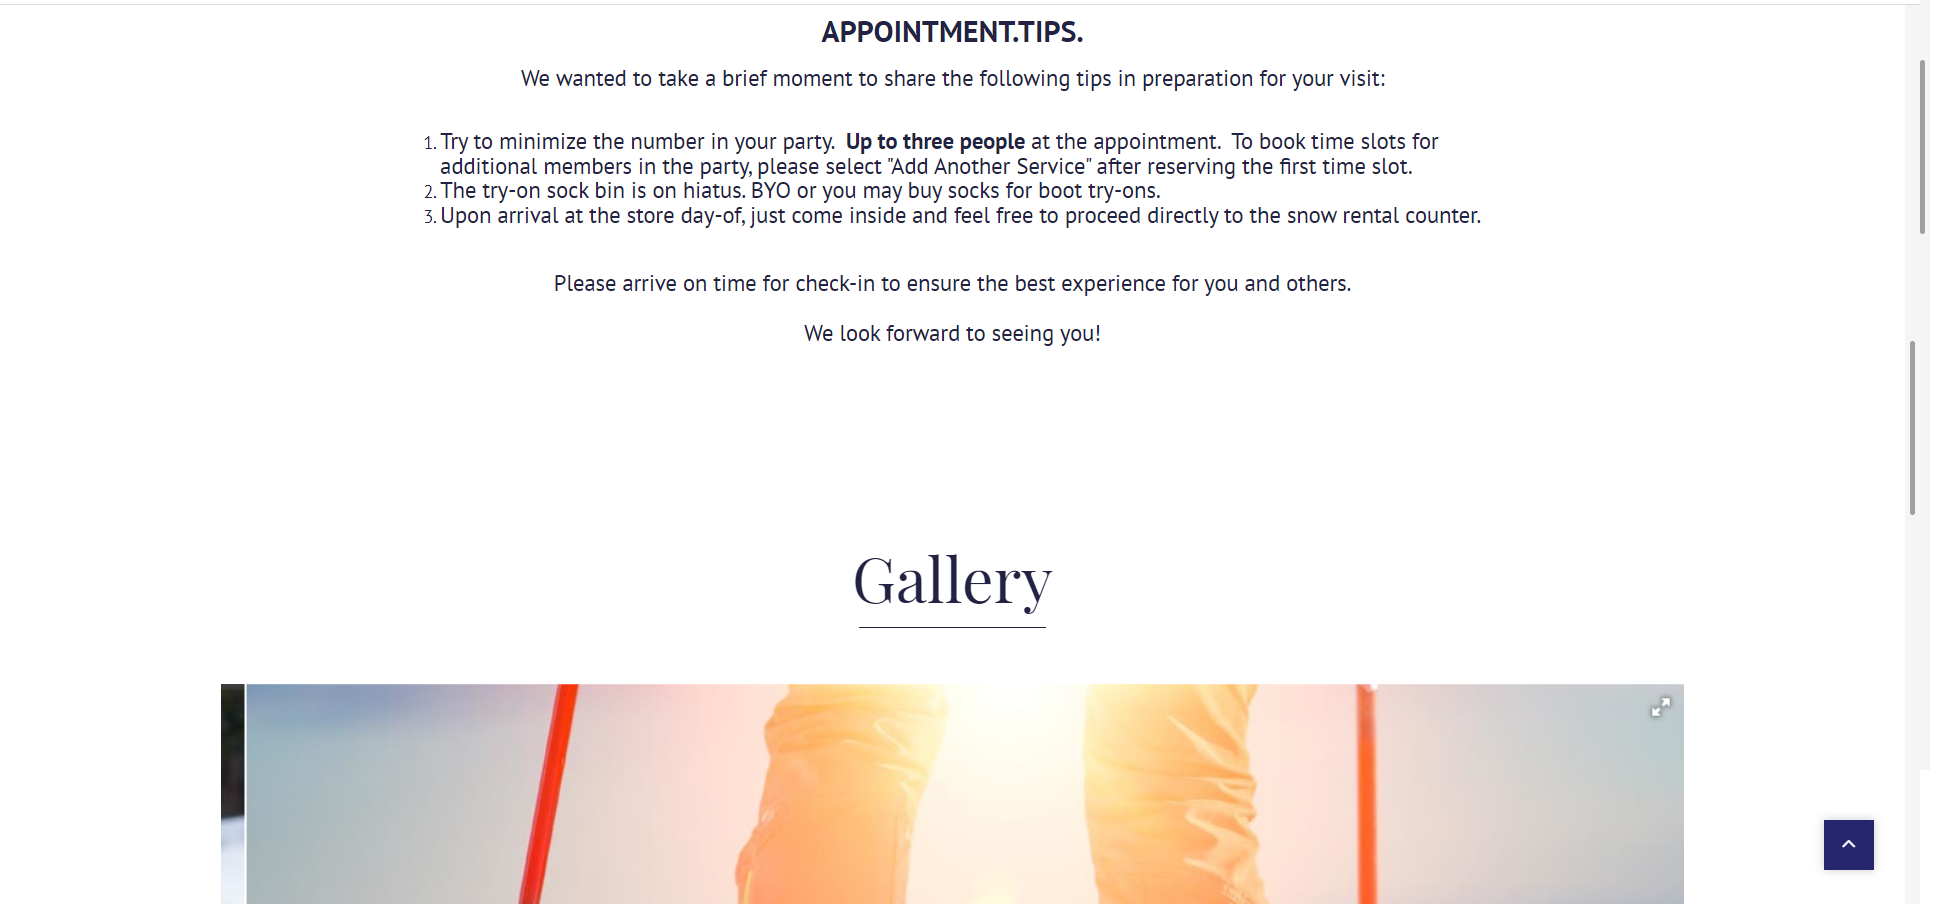 APPOINTMENT.TIPS.
We wanted to take a brief moment to share the following tips in preparation for your visit:
1. Try to minimize the number in your party.  Up to three people at the appointment.  To book time slots for
additional members in the party, please select "Add Another Service" after reserving the first time slot.
2. The try-on sock bin is on hiatus. BYO or you may buy socks for boot try-ons.
3. Upon arrival at the store day-of, just come inside and feel free to proceed directly to the snow rental counter.
Please arrive on time for check-in to ensure the best experience for you and others.
We look forward to seeing you!
Gallery